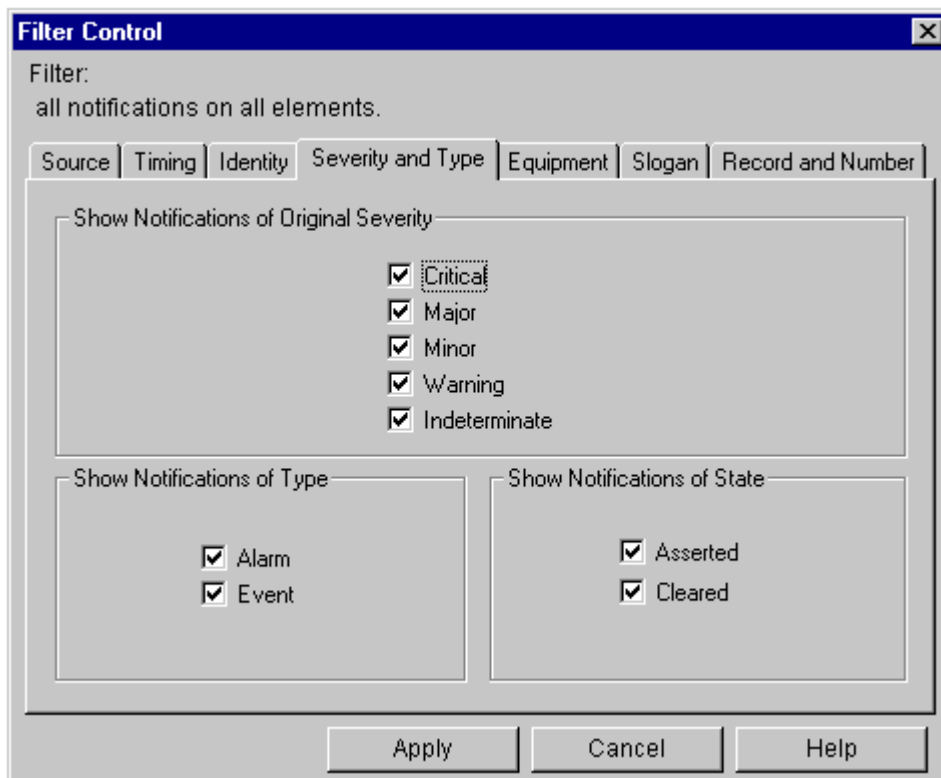 Filter Control
Filter:
all notifications on all elements.
Source Timing Identity Severity and Type Equipment Slogan Record and Number
Show Notifications of Original Severity
Critical
Major
Minor
Warning
Indeterminate
Show Notifications of Type
Alarm
Event
Show Notifications of State
Asserted
Cleared
Apply Cancel Help